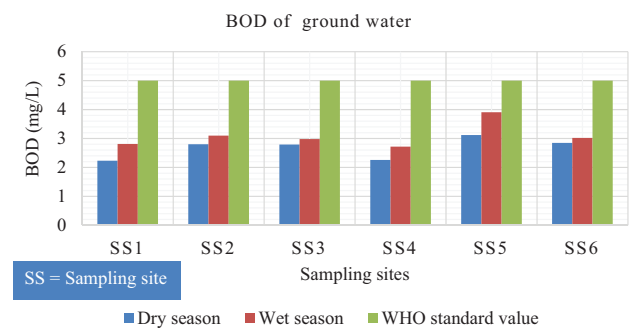 BOD of ground water
BOD (mg/L)
6
5
4
3
2
1
0
SS1 SS2 SS3 SS4 SS5 SS6
SS = Sampling site
Sampling sites
Dry season Wet season WHO standard value